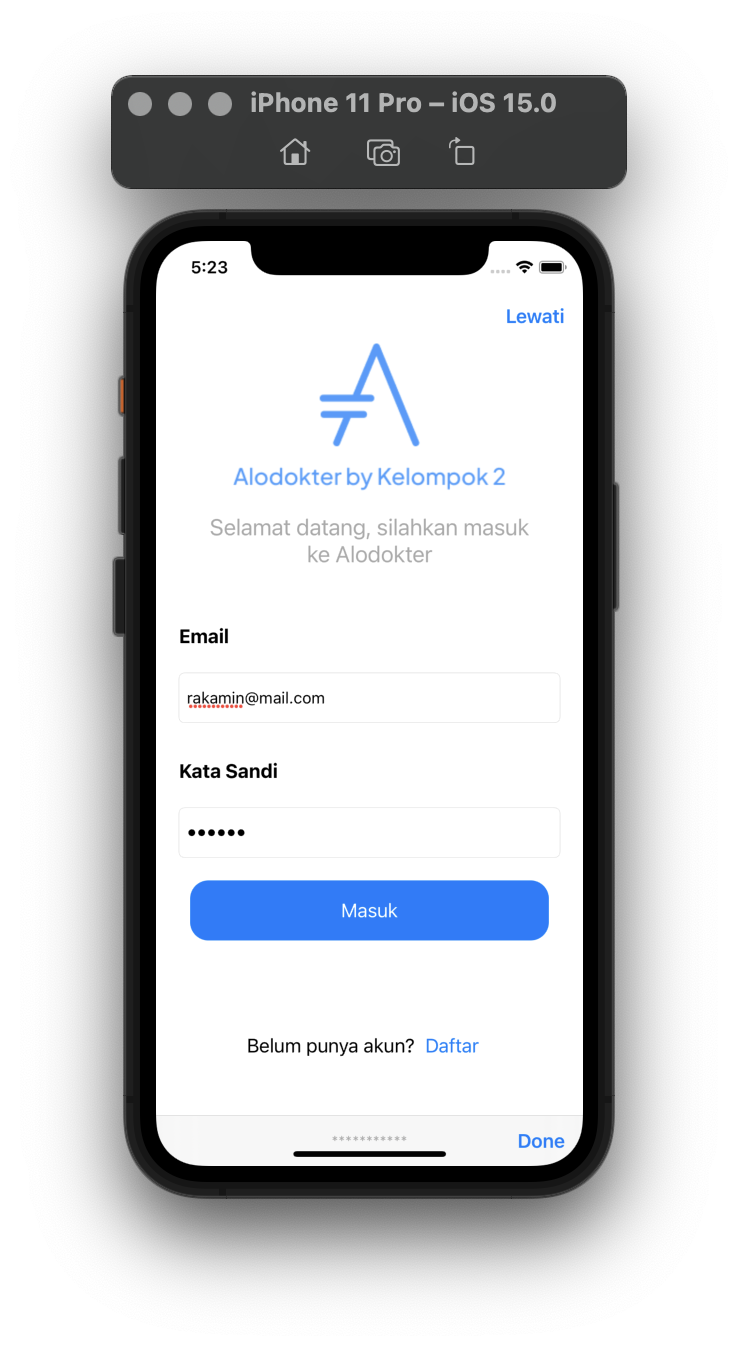 iPhone 11 Pro – iOS 15.0
5:23
Lewati
Alodokter by Kelompok 2
Selamat datang, silahkan masuk
ke Alodokter
Email
rakamin@mail.com
Kata Sandi
••••••
Masuk
Belum punya akun? Daftar
*********** Done